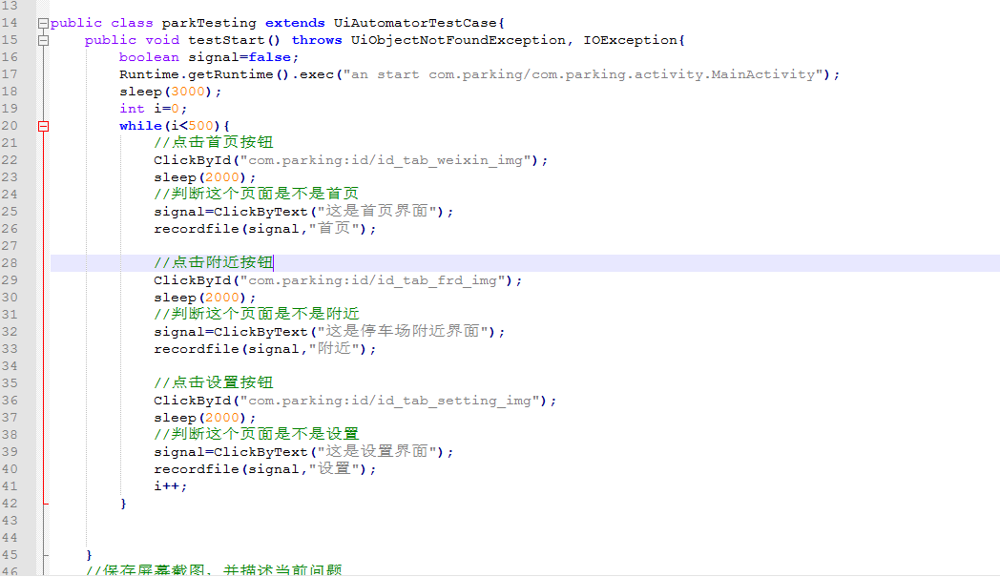 13
14 public class parkTesting extends UiAutomatorTestCase{
15 public void testStart() throws UiObjectNotFoundException, IOException{
16 boolean signal=false;
17 Runtime.getRuntime().exec("an start com.parking/com.parking.activity.MainActivity");
18 sleep(3000);
19 int i=0;
20 while(i<500){
21 //点击首页按钮
22 ClickById("com.parking:id/id_tab_weixin_img");
23 sleep(2000);
24 //判断这个页面是不是首页
25 signal=ClickByText("这是首页界面");
26 recordfile(signal,"首页");
27
28 //点击附近按钮
29 ClickById("com.parking:id/id_tab_frd_img");
30 sleep(2000);
31 //判断这个页面是不是附近
32 signal=ClickByText("这是停车场附近界面");
33 recordfile(signal,"附近");
34
35 //点击设置按钮
36 ClickById("com.parking:id/id_tab_setting_img");
37 sleep(2000);
38 //判断这个页面是不是设置
39 signal=ClickByText("这是设置界面");
40 recordfile(signal,"设置");
41 i++;
42 }
43
44
45 }
46 //保存屏幕截图，并描述当前问题